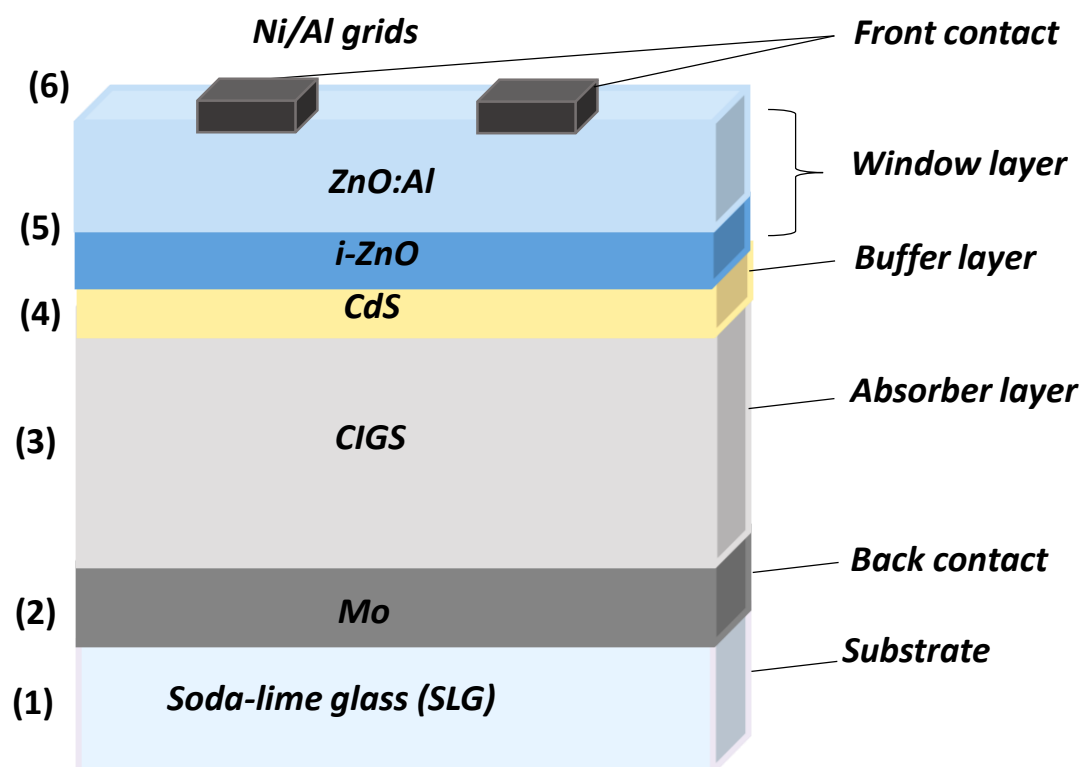 Ni/Al grids
Front contact
(6)
Window layer
ZnO:Al
(5)
i-ZnO
Buffer layer
CdS
(4)
Absorber layer
CIGS
(3)
Back contact
Mo
(2)
Substrate
Soda-lime glass (SLG)
(1)